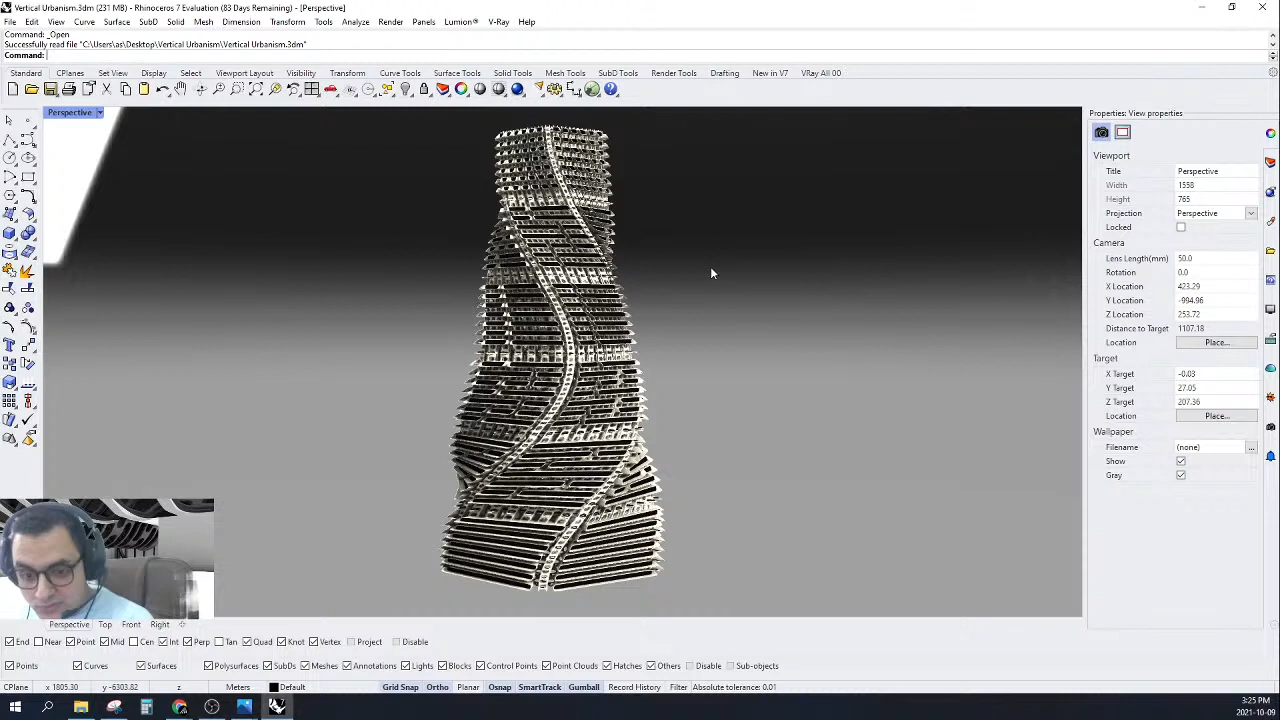 Vertical Urbanism.3dm (231 MB) - Rhinoceros 7 Evaluation (83 Days Remaining) - [Perspective]
File Edit View Curve Surface SubD Solid Mesh Dimension Transform Tools Analyze Render Panels Lumion® V-Ray Help
Command: _Open
Successfully read file "C:\Users\as\Desktop\Vertical Urbanism\Vertical Urbanism.3dm"
Command:
Standard CPlanes Set View Display Select Viewport Layout Visibility Transform Curve Tools Surface Tools Solid Tools Mesh Tools SubD Tools Render Tools Drafting New in V7 VRay All 00
Perspective
Properties: View properties
Viewport
Title Perspective
Width 1558
Height 765
Projection Perspective
Locked
Camera
Lens Length(mm) 50.0
Rotation 0.0
X Location 423.29
Y Location -994.96
Z Location 253.72
Distance to Target 1107.18
Location Place...
Target
X Target -0.03
Y Target 27.05
Z Target 207.36
Location Place...
Wallpaper
Filename (none) ...
Show
Gray
Perspective Top Front Right
End Near Point Mid Cen Int Perp Tan Quad Knot Vertex Project Disable
Points Curves Surfaces Polysurfaces SubDs Meshes Annotations Lights Blocks Control Points Point Clouds Hatches Others Disable Sub-objects
CPlane x 1805.30 y -6303.82 z Meters Default Grid Snap Ortho Planar Osnap SmartTrack Gumball Record History Filter Absolute tolerance: 0.01
3:25 PM
2021-10-09